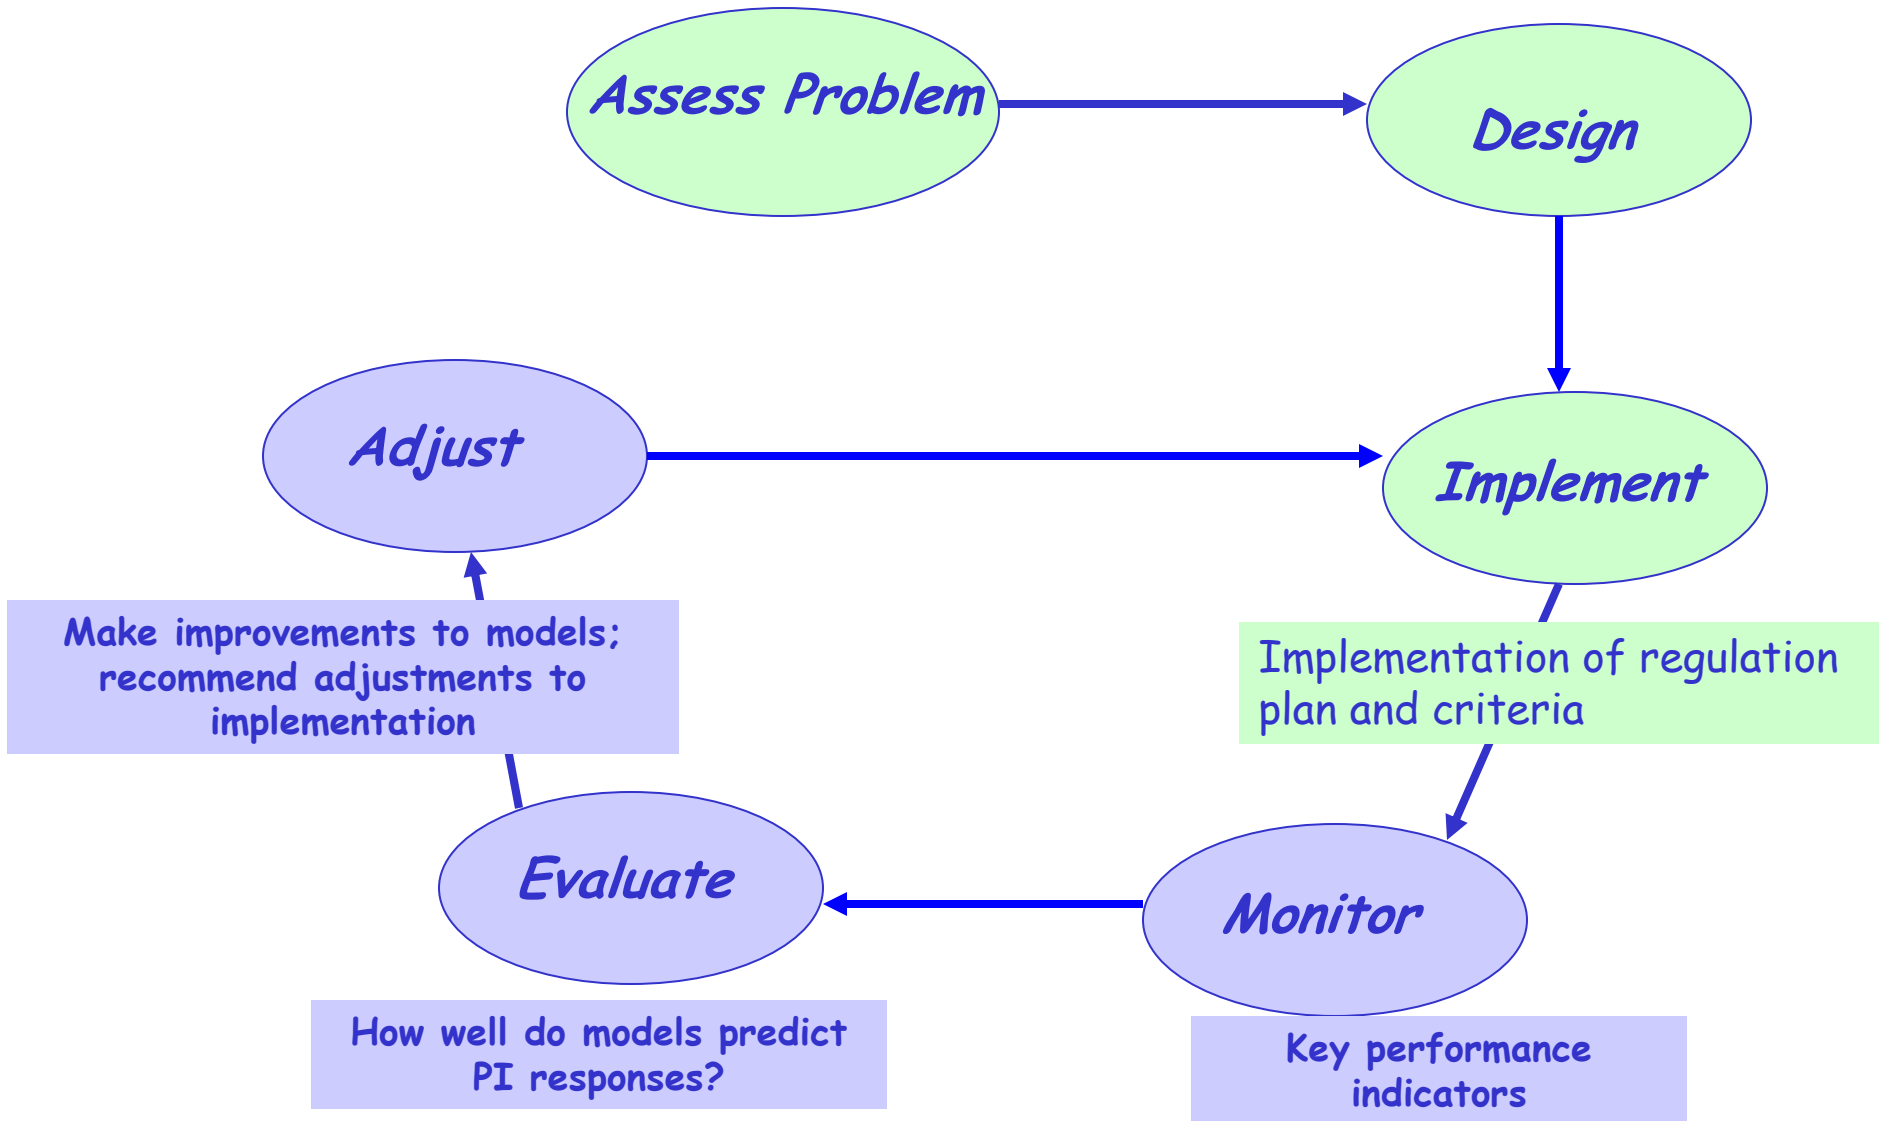 Assess Problem
Design
Adjust
Implement
Make improvements to models;
recommend adjustments to
implementation
Implementation of regulation
plan and criteria
Evaluate
Monitor
How well do models predict
PI responses?
Key performance
indicators